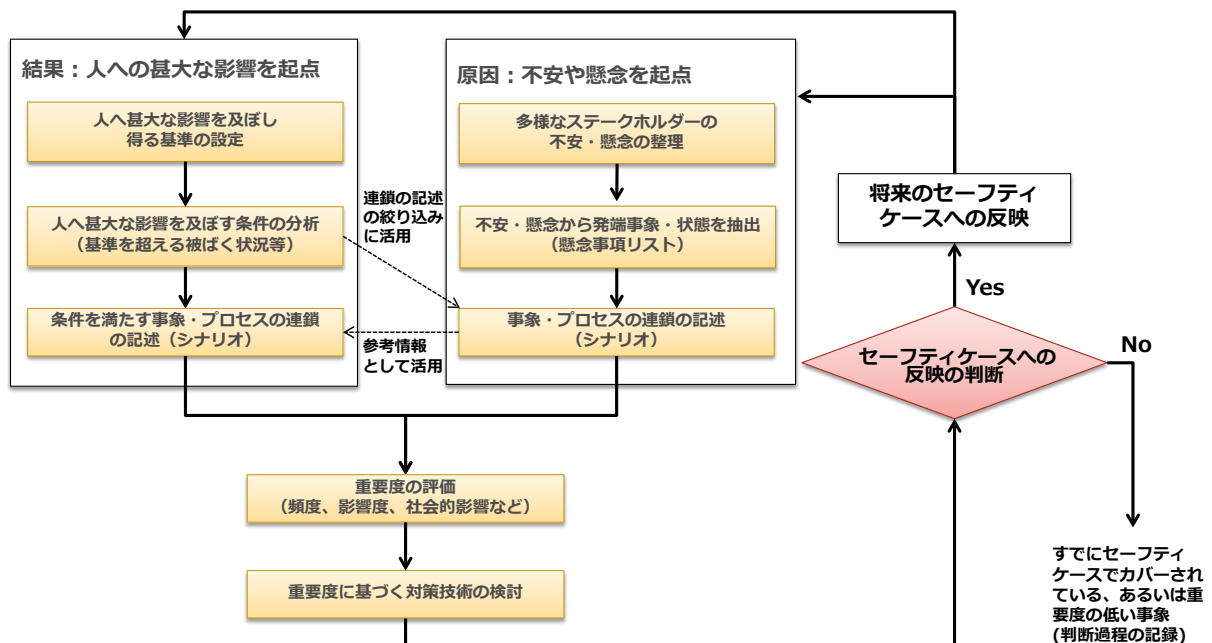 結果：人への甚大な影響を起点
人へ甚大な影響を及ぼし
得る基準の設定
人へ甚大な影響を及ぼす条件の分析
（基準を超える被ばく状況等）
条件を満たす事象・プロセスの連鎖
の記述（シナリオ）
連鎖の記述
の絞り込み
に活用
参考情報
として活用
原因：不安や懸念を起点
多様なステークホルダーの
不安・懸念の整理
不安・懸念から発端事象・状態を抽出
（懸念事項リスト）
事象・プロセスの連鎖の記述
（シナリオ）
重要度の評価
（頻度、影響度、社会的影響など）
重要度に基づく対策技術の検討
将来のセーフティ
ケースへの反映
Yes
セーフティケースへの
反映の判断
No
すでにセーフティ
ケースでカバーされ
ている、あるいは重
要度の低い事象
(判断過程の記録)